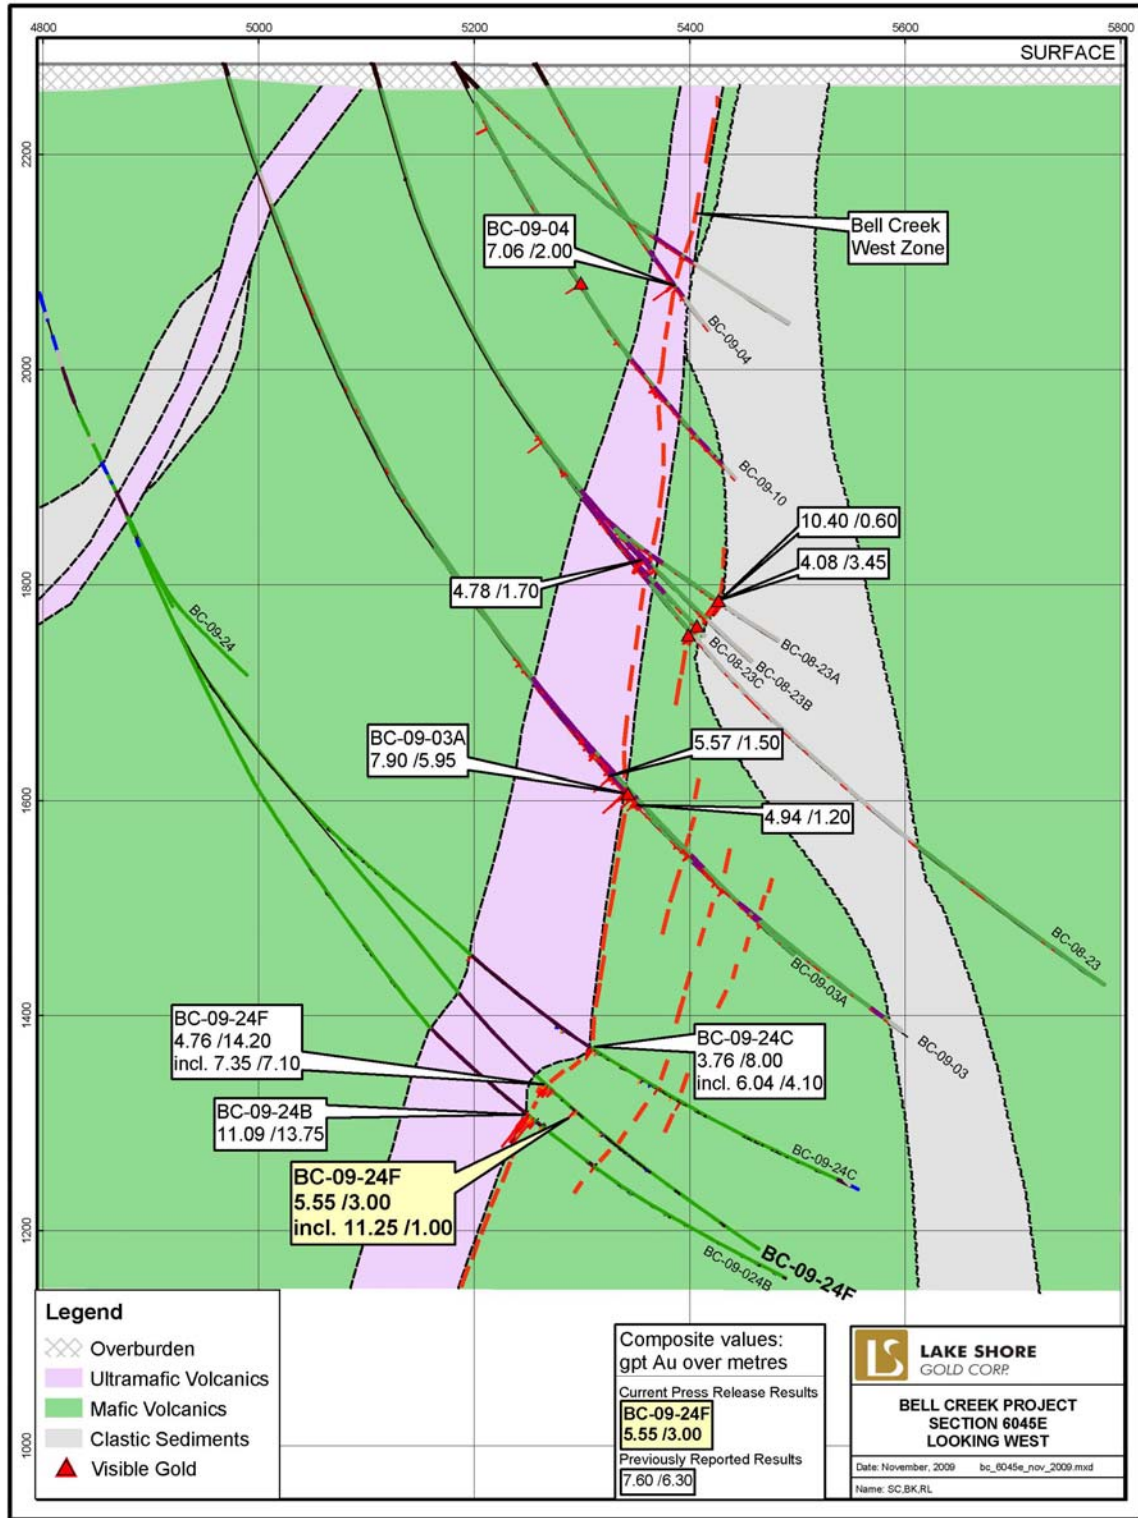 4800 5000 5200 5400 5600 5800
SURFACE
2200
Bell Creek
West Zone
BC-09-04
7.06 /2.00
BC-09-04
2000
BC-09-10
10.40 /0.60
4.08 /3.45
1800
4.78 /1.70
BC-09-24
BC-08-23A
BC-08-23B
BC-08-23C
BC-09-03A
7.90 /5.95
5.57 /1.50
1600
4.94 /1.20
BC-08-23
BC-09-03A
BC-09-03
1400
BC-09-24F
4.76 /14.20
incl. 7.35 /7.10
BC-09-24C
3.76 /8.00
incl. 6.04 /4.10
BC-09-24B
11.09 /13.75
BC-09-24F
5.55 /3.00
incl. 11.25 /1.00
BC-09-24C
1200
BC-09-24F
BC-09-024B
1000
Legend
Overburden
Ultramafic Volcanics
Mafic Volcanics
Clastic Sediments
Visible Gold
Composite values:
gpt Au over metres
Current Press Release Results
BC-09-24F
5.55 /3.00
Previously Reported Results
7.60 /6.30
LS
LAKE SHORE
GOLD CORP.
BELL CREEK PROJECT
SECTION 6045E
LOOKING WEST
Date: November, 2009 bc_6045e_nov_2009.mxd
Name: SC,BK,RL